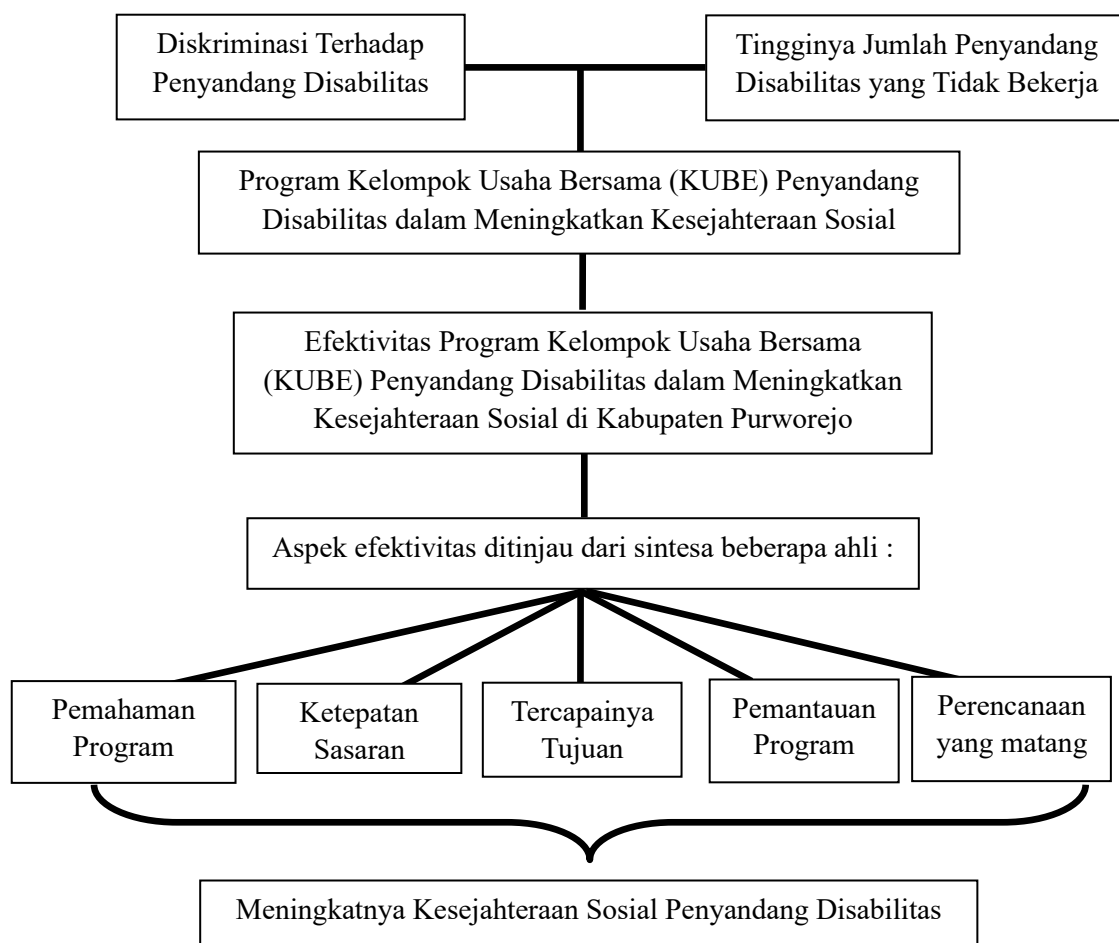 Diskriminasi Terhadap
Penyandang Disabilitas
Tingginya Jumlah Penyandang
Disabilitas yang Tidak Bekerja
Program Kelompok Usaha Bersama (KUBE) Penyandang
Disabilitas dalam Meningkatkan Kesejahteraan Sosial
Efektivitas Program Kelompok Usaha Bersama
(KUBE) Penyandang Disabilitas dalam Meningkatkan
Kesejahteraan Sosial di Kabupaten Purworejo
Aspek efektivitas ditinjau dari sintesa beberapa ahli :
Pemahaman
Program
Ketepatan
Sasaran
Tercapainya
Tujuan
Pemantauan
Program
Perencanaan
yang matang
Meningkatnya Kesejahteraan Sosial Penyandang Disabilitas